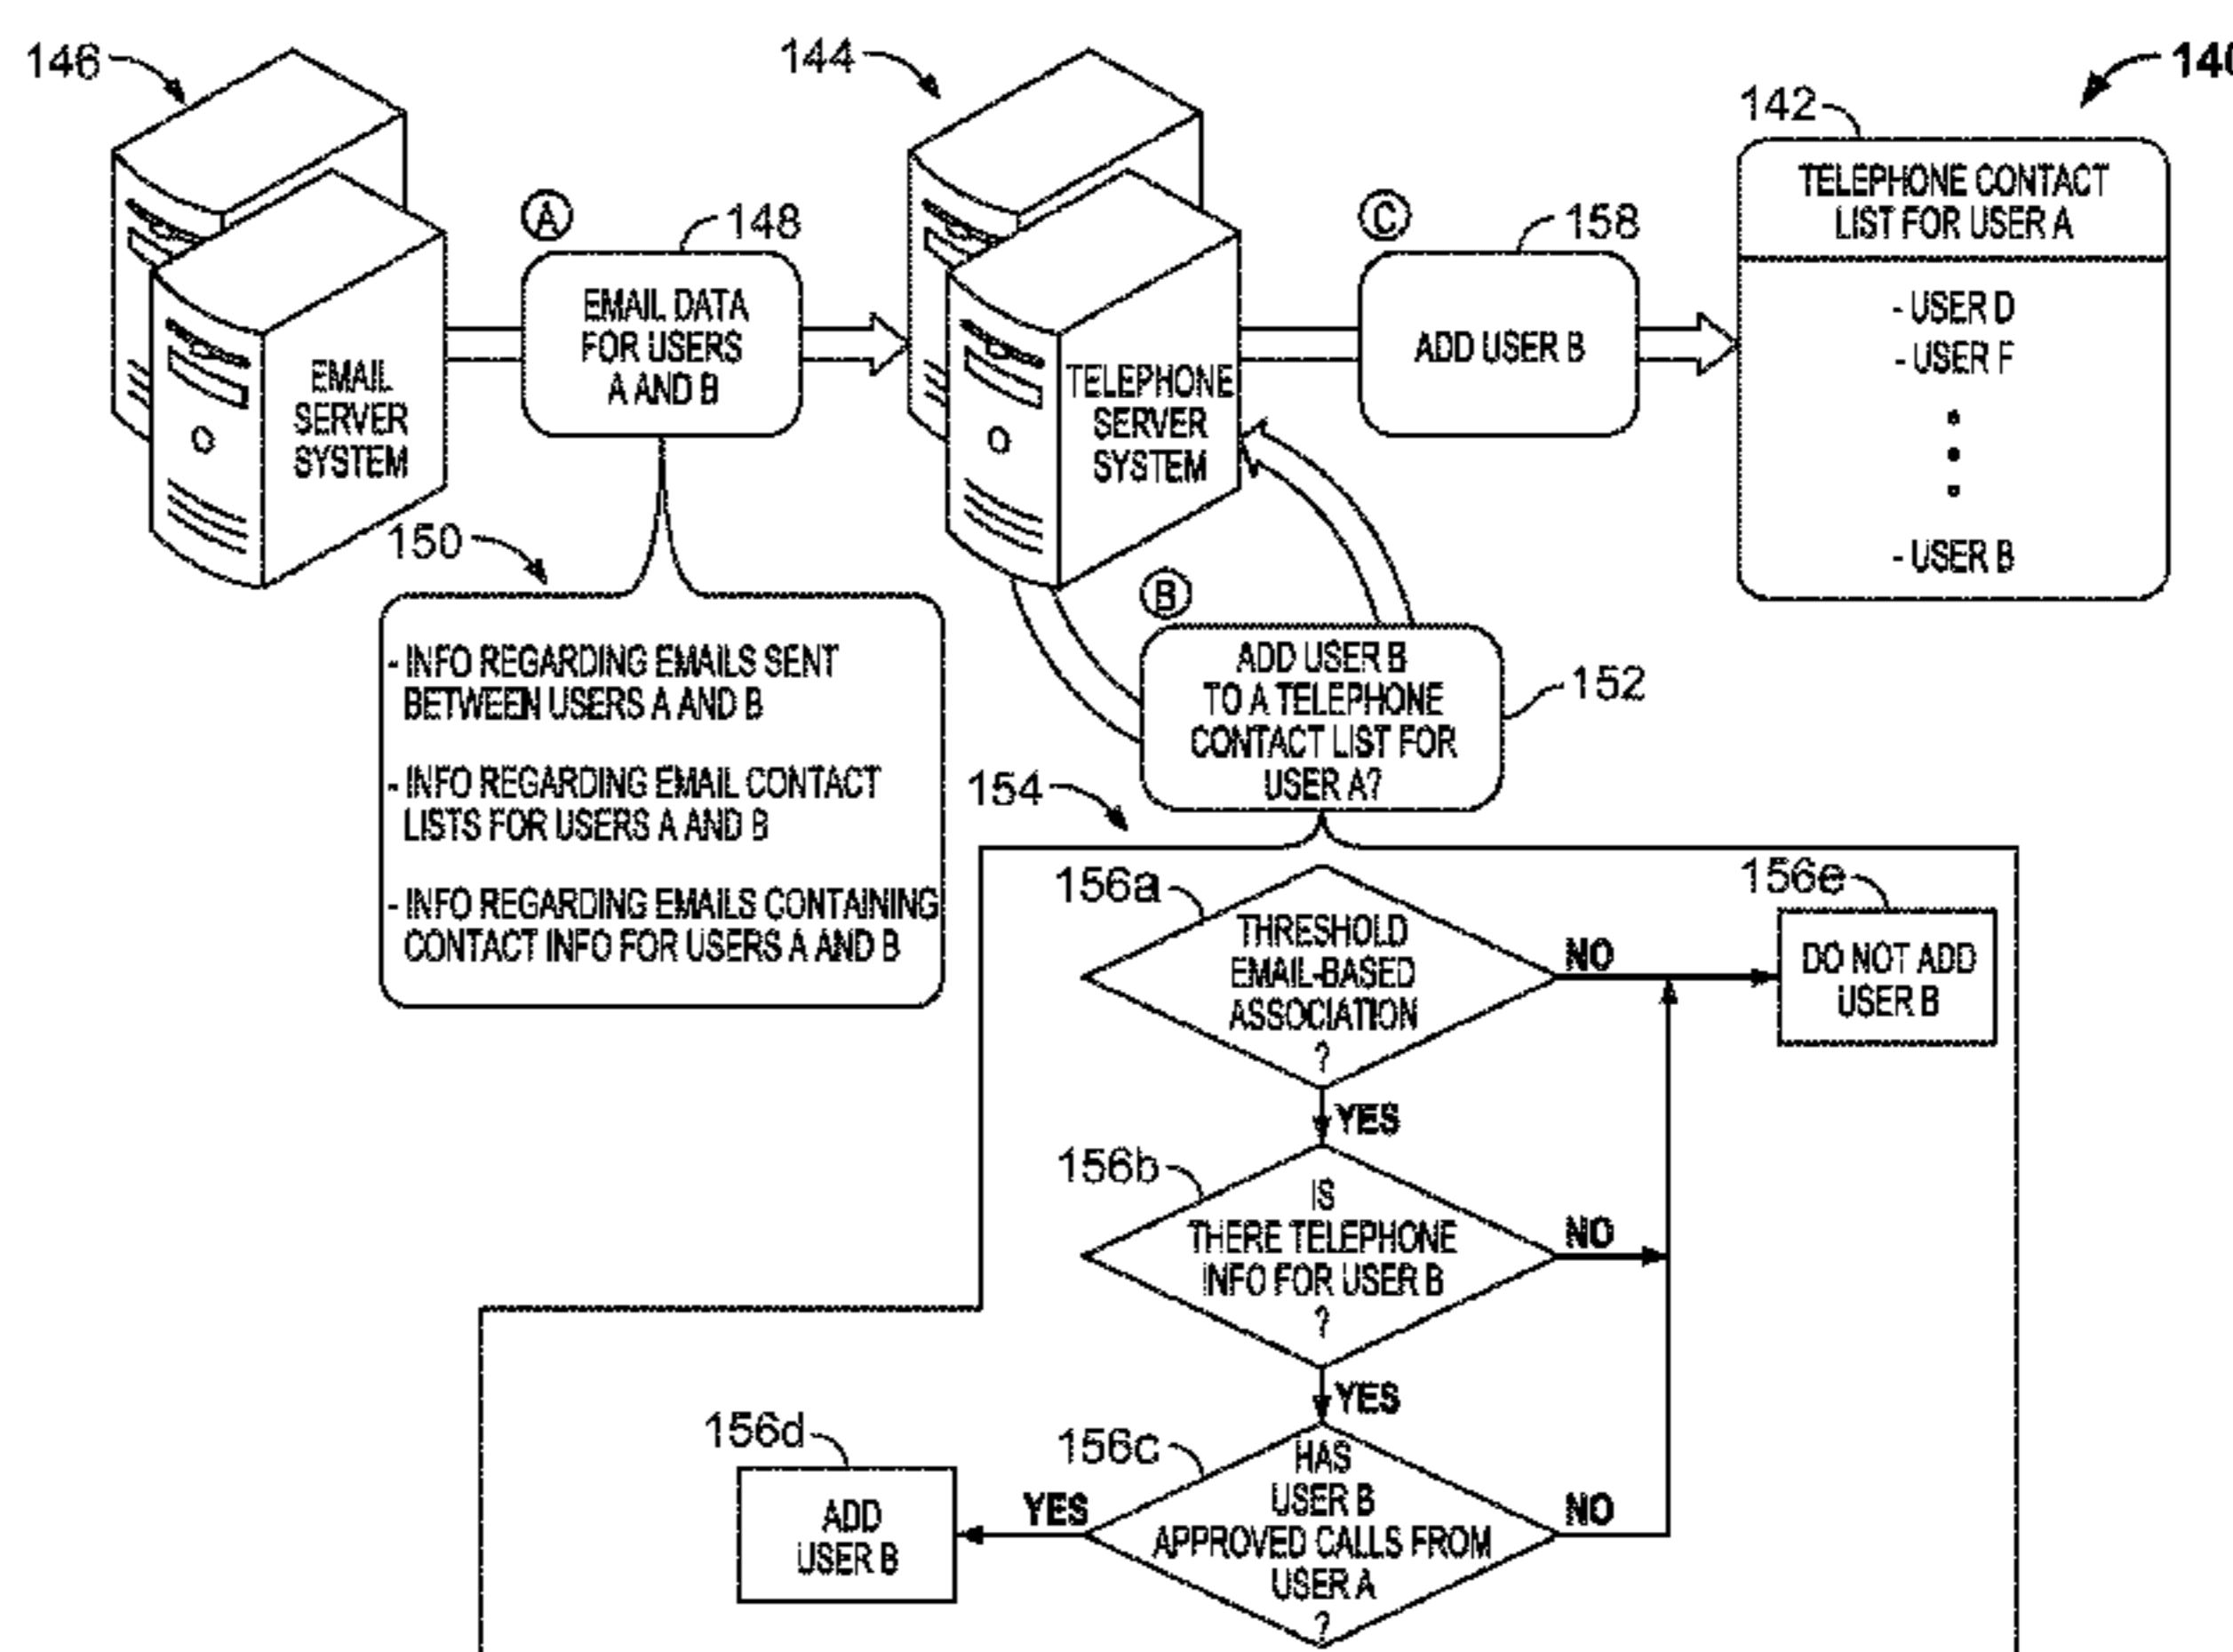 146
144
140
142
TELEPHONE CONTACT
LIST FOR USER A
- USER D
- USER F
- USER B
A
148
EMAIL DATA
FOR USERS
A AND B
C
158
ADD USER B
EMAIL
SERVER
SYSTEM
TELEPHONE
SERVER
SYSTEM
150
- INFO REGARDING EMAILS SENT
BETWEEN USERS A AND B
- INFO REGARDING EMAIL CONTACT
LISTS FOR USERS A AND B
- INFO REGARDING EMAILS CONTAINING
CONTACT INFO FOR USERS A AND B
B
ADD USER B
TO A TELEPHONE
CONTACT LIST FOR
USER A?
152
154
156a
THRESHOLD
EMAIL-BASED
ASSOCIATION
?
NO
156e
DO NOT ADD
USER B
YES
156b
IS
THERE TELEPHONE
INFO FOR USER B
?
NO
YES
156c
HAS
USER B
APPROVED CALLS FROM
USER A
?
NO
YES
156d
ADD
USER B